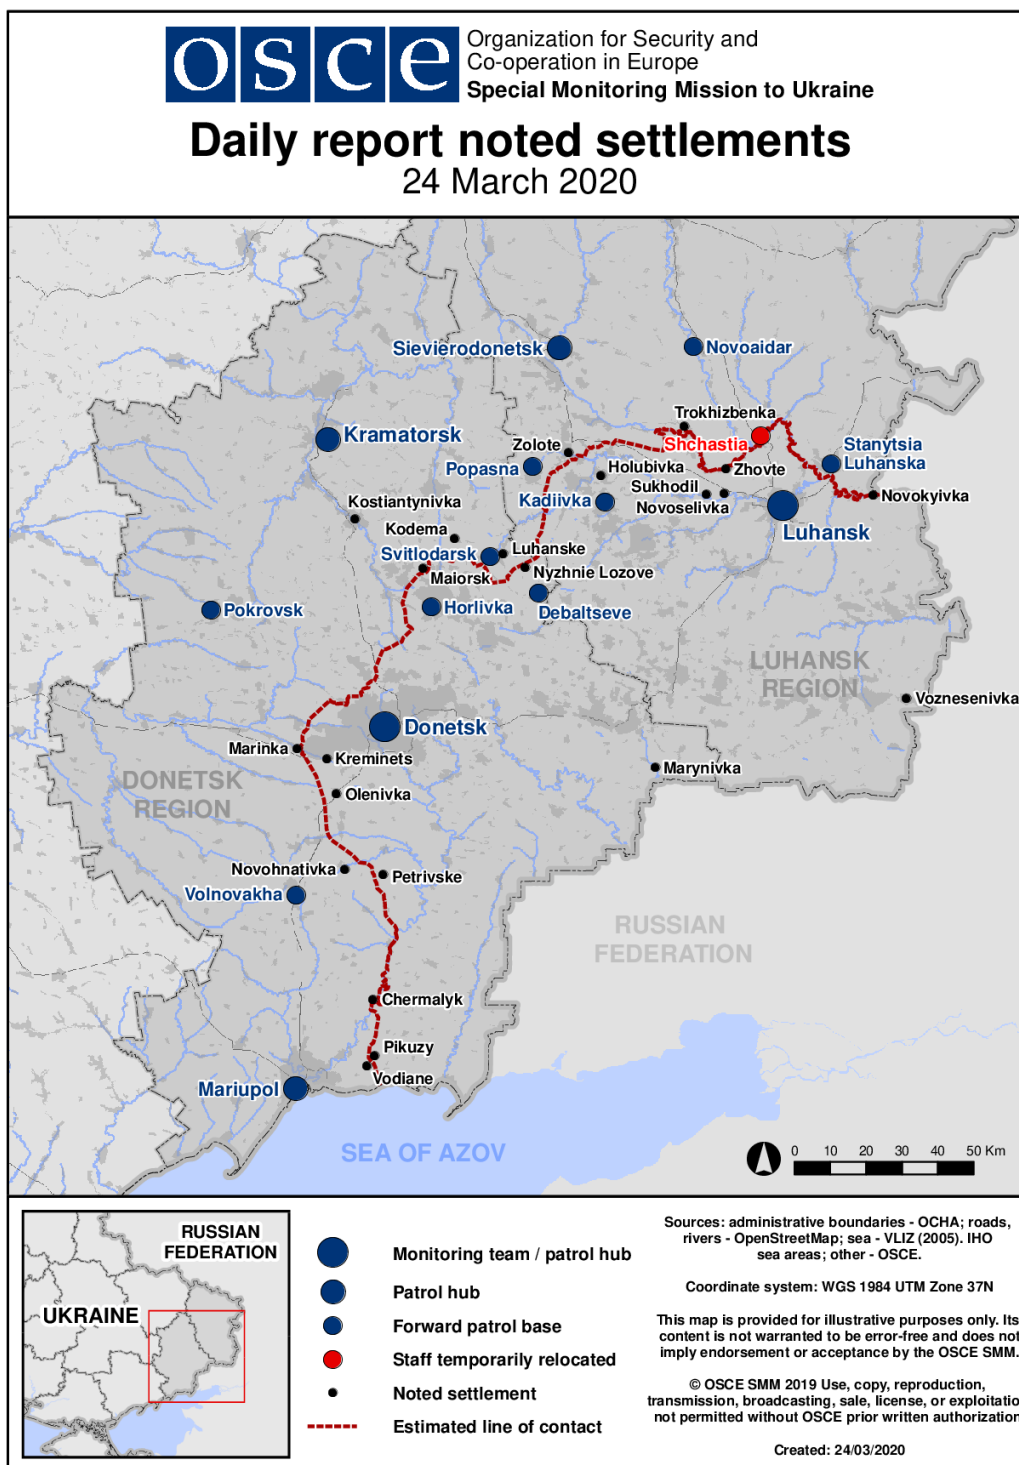 osce
Organization for Security and
Co-operation in Europe
Special Monitoring Mission to Ukraine
Daily report noted settlements
24 March 2020
Sievierodonetsk
Novoaidar
Trokhizbenka
Kramatorsk
Shchastia
Zolote
Stanytsia
Luhanska
Popasna
Holubivka
Zhovte
Sukhodil
Kadiivka
Novoselivka
Novokyivka
Kostiantynivka
Luhansk
Kodema
Svitlodarsk
Luhanske
Maiorsk
Nyzhnie Lozove
Pokrovsk
Horlivka
Debaltseve
LUHANSK
REGION
Voznesenivka
Donetsk
Marinka
Kreminets
Marynivka
DONETSK
REGION
Olenivka
Novohnativka
Petrivske
Volnovakha
RUSSIAN
FEDERATION
Chermalyk
Pikuzy
Vodiane
Mariupol
SEA OF AZOV
0 10 20 30 40 50 Km
RUSSIAN
FEDERATION
UKRAINE
Monitoring team / patrol hub
Patrol hub
Forward patrol base
Staff temporarily relocated
Noted settlement
Estimated line of contact
Sources: administrative boundaries - OCHA; roads,
rivers - OpenStreetMap; sea - VLIZ (2005). IHO
sea areas; other - OSCE.
Coordinate system: WGS 1984 UTM Zone 37N
This map is provided for illustrative purposes only. Its
content is not warranted to be error-free and does not
imply endorsement or acceptance by the OSCE SMM.
© OSCE SMM 2019 Use, copy, reproduction,
transmission, broadcasting, sale, license, or exploitatio
not permitted without OSCE prior written authorization
Created: 24/03/2020